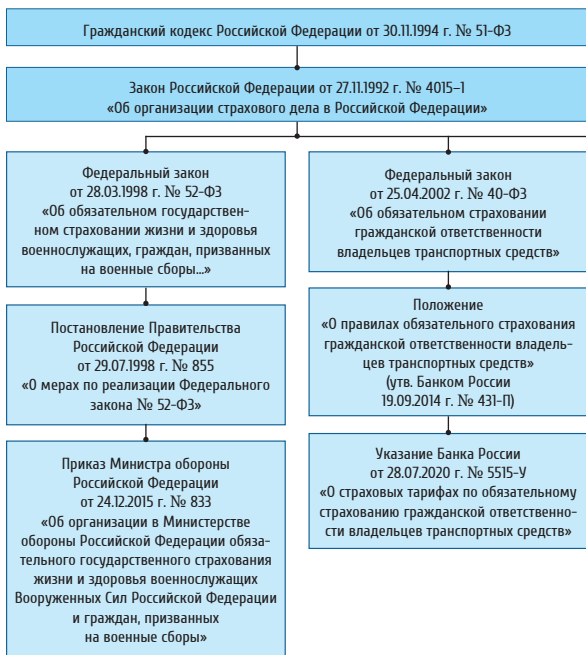 Гражданский кодекс Российской Федерации от 30.11.1994 г. № 51-ФЗ
Закон Российской Федерации от 27.11.1992 г. № 4015–1
«Об организации страхового дела в Российской Федерации»
Федеральный закон
от 28.03.1998 г. № 52-ФЗ
«Об обязательном государствен-
ном страховании жизни и здоровья
военнослужащих, граждан, призванных
на военные сборы...»
Постановление Правительства
Российской Федерации
от 29.07.1998 г. № 855
«О мерах по реализации Федерального
закона № 52-ФЗ»
Приказ Министра обороны
Российской Федерации
от 24.12.2015 г. № 833
«Об организации в Министерстве
обороны Российской Федерации обяза-
тельного государственного страхования
жизни и здоровья военнослужащих
Вооруженных Сил Российской Федерации
и граждан, призванных
на военные сборы»
Федеральный закон
от 25.04.2002 г. № 40-ФЗ
«Об обязательном страховании
гражданской ответственности
владельцев транспортных средств»
Положение
«О правилах обязательного страхования
гражданской ответственности владель-
цев транспортных средств»
(утв. Банком России
19.09.2014 г. № 431-П)
Указание Банка России
от 28.07.2020 г. № 5515-У
«О страховых тарифах по обязательному
страхованию гражданской ответственно-
сти владельцев транспортных средств»